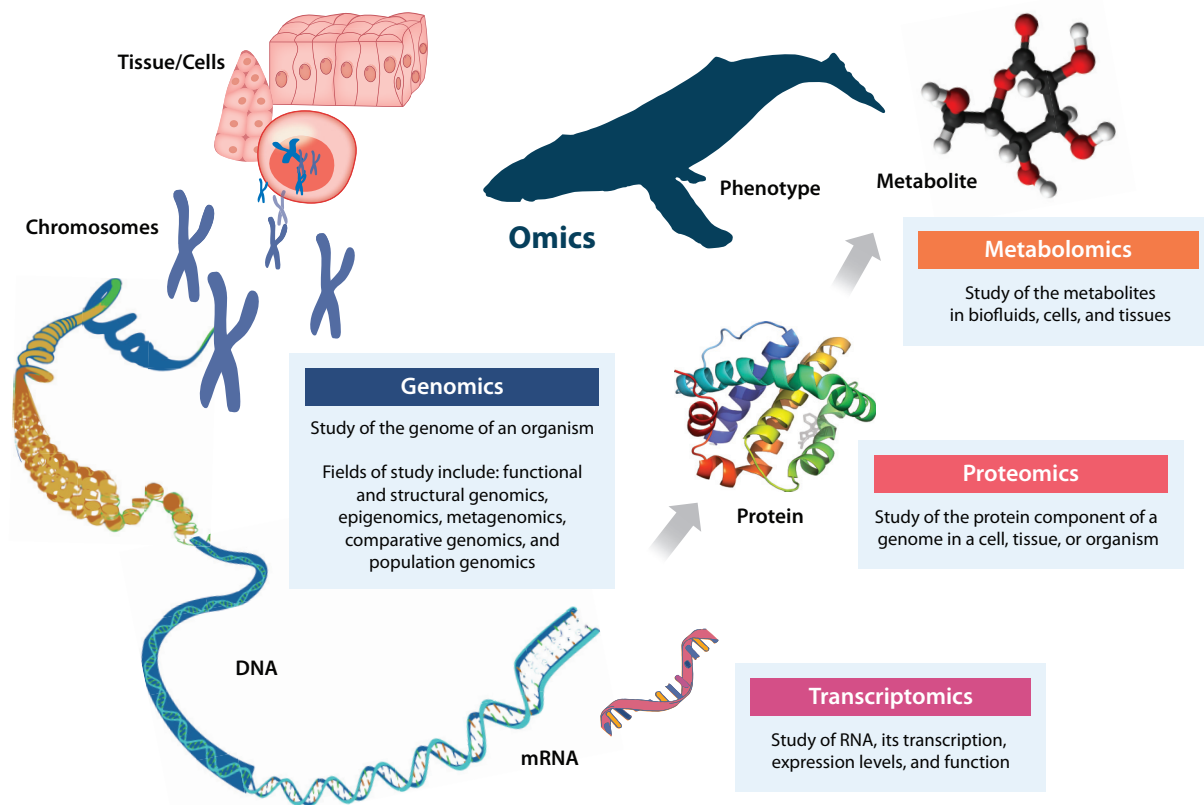 Tissue/Cells
Chromosomes
Omics
Phenotype
Metabolite
Metabolomics
Study of the metabolites
in biofluids, cells, and tissues
Genomics
Study of the genome of an organism
Fields of study include: functional
and structural genomics,
epigenomics, metagenomics,
comparative genomics, and
population genomics
Protein
Proteomics
Study of the protein component of a
genome in a cell, tissue, or organism
DNA
mRNA
Transcriptomics
Study of RNA, its transcription,
expression levels, and function